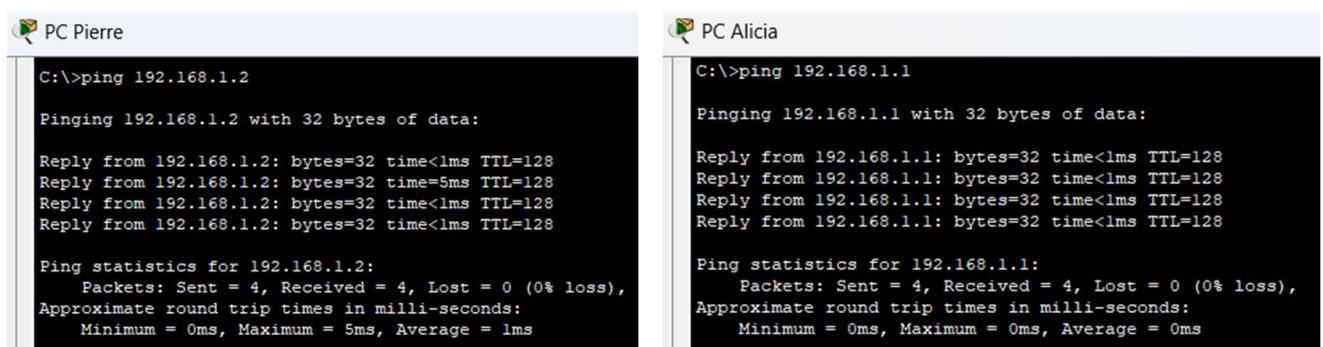 PC Pierre
C:\>ping 192.168.1.2
Pinging 192.168.1.2 with 32 bytes of data:
Reply from 192.168.1.2: bytes=32 time<1ms TTL=128
Reply from 192.168.1.2: bytes=32 time=5ms TTL=128
Reply from 192.168.1.2: bytes=32 time<1ms TTL=128
Reply from 192.168.1.2: bytes=32 time<1ms TTL=128
Ping statistics for 192.168.1.2:
Packets: Sent = 4, Received = 4, Lost = 0 (0% loss),
Approximate round trip times in milli-seconds:
Minimum = 0ms, Maximum = 5ms, Average = 1ms
PC Alicia
C:\>ping 192.168.1.1
Pinging 192.168.1.1 with 32 bytes of data:
Reply from 192.168.1.1: bytes=32 time<1ms TTL=128
Reply from 192.168.1.1: bytes=32 time<1ms TTL=128
Reply from 192.168.1.1: bytes=32 time<1ms TTL=128
Reply from 192.168.1.1: bytes=32 time<1ms TTL=128
Ping statistics for 192.168.1.1:
Packets: Sent = 4, Received = 4, Lost = 0 (0% loss),
Approximate round trip times in milli-seconds:
Minimum = 0ms, Maximum = 0ms, Average = 0ms